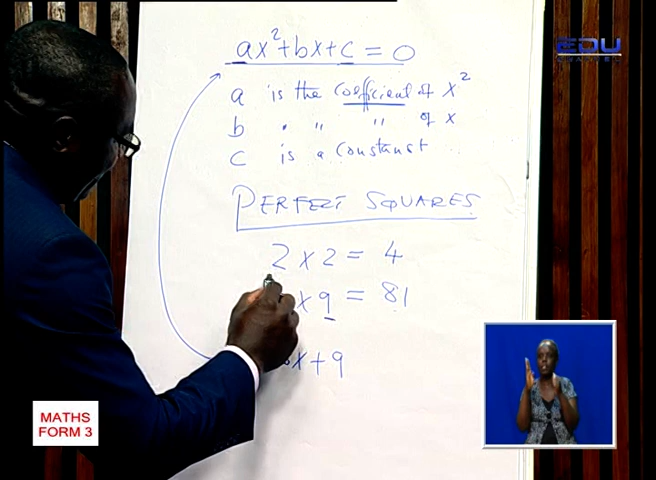 ax²+bx+c = 0
EDU
CHANNEL
a is the coefficient of x²
b " " " of x
c is a constant
PERFECT SQUARES
2 x 2 = 4
x 9 = 81
x + 9
MATHS
FORM 3